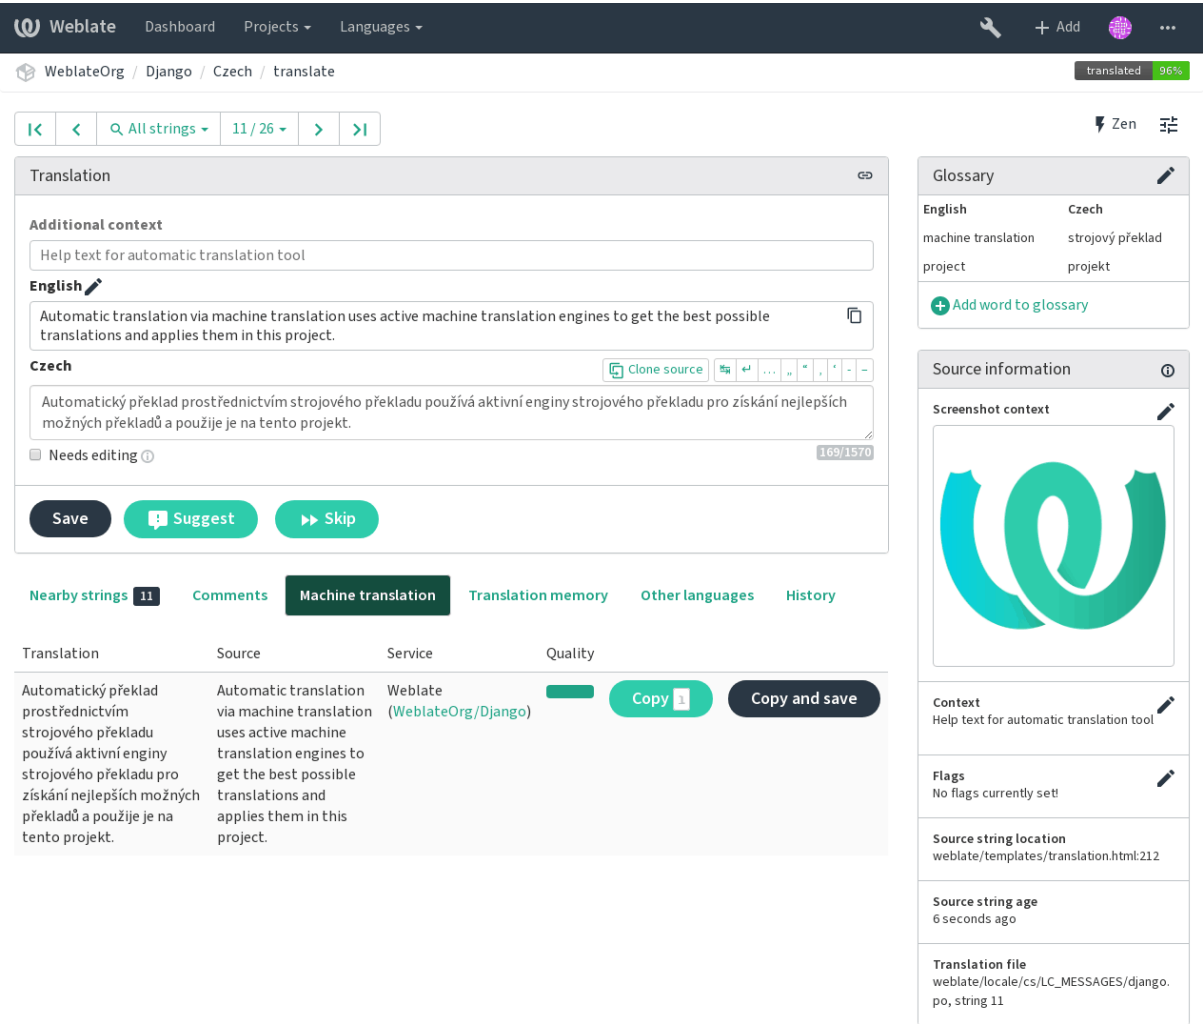 Weblate Dashboard Projects Languages Add
WeblateOrg / Django / Czech / translate translated 96%
All strings 11 / 26 Zen
Translation
Additional context
Help text for automatic translation tool
English
Automatic translation via machine translation uses active machine translation engines to get the best possible
translations and applies them in this project.
Czech Clone source ↹ ↵ … „ “ ‚ ‘ - –
Automatický překlad prostřednictvím strojového překladu používá aktivní enginy strojového překladu pro získání nejlepších
možných překladů a použije je na tento projekt.
Needs editing 169/1570
Save Suggest Skip
Nearby strings 11 Comments Machine translation Translation memory Other languages History
Translation Source Service Quality
Automatický překlad
prostřednictvím
strojového překladu
používá aktivní enginy
strojového překladu pro
získání nejlepších možných
překladů a použije je na
tento projekt.
Automatic translation
via machine translation
uses active machine
translation engines to
get the best possible
translations and
applies them in this
project.
Weblate
(WeblateOrg/Django)
Copy 1 Copy and save
Glossary
English Czech
machine translation strojový překlad
project projekt
Add word to glossary
Source information
Screenshot context
Context
Help text for automatic translation tool
Flags
No flags currently set!
Source string location
weblate/templates/translation.html:212
Source string age
6 seconds ago
Translation file
weblate/locale/cs/LC_MESSAGES/django.
po, string 11